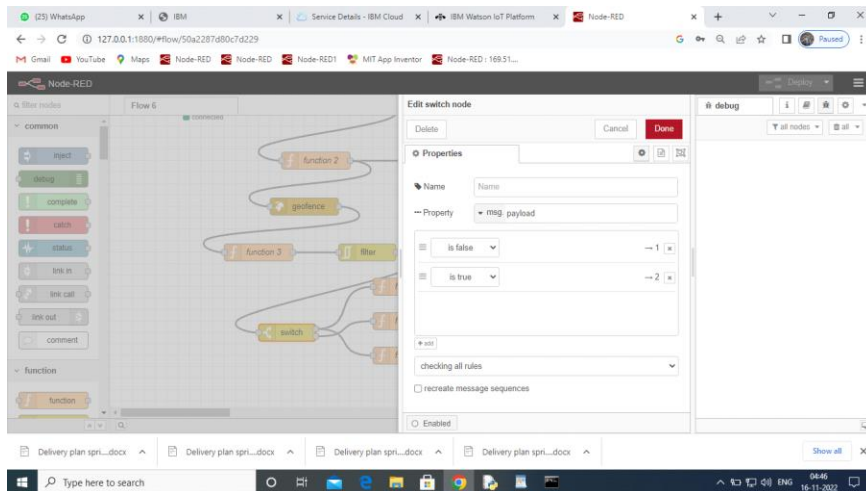 (25) WhatsApp
IBM
Service Details - IBM Cloud
IBM Watson IoT Platform
Node-RED
127.0.0.1:1880/#flow/50a2287d80c7d229
Paused
Gmail
YouTube
Maps
Node-RED
Node-RED
Node-RED1
MIT App Inventor
Node-RED : 169.51....
Node-RED
Deploy
filter nodes
common
inject
debug
complete
catch
status
link in
link call
link out
comment
function
function
Flow 6
connected
function 2
geofence
function 3
filter
switch
f
f
f
Edit switch node
Delete
Cancel
Done
Properties
Name
Name
Property
msg. payload
is false
→ 1
x
is true
→ 2
x
add
checking all rules
recreate message sequences
Enabled
debug
all nodes
all
Delivery plan spri....docx
Delivery plan spri....docx
Delivery plan spri....docx
Delivery plan spri....docx
Show all
Type here to search
ENG
04:46
16-11-2022